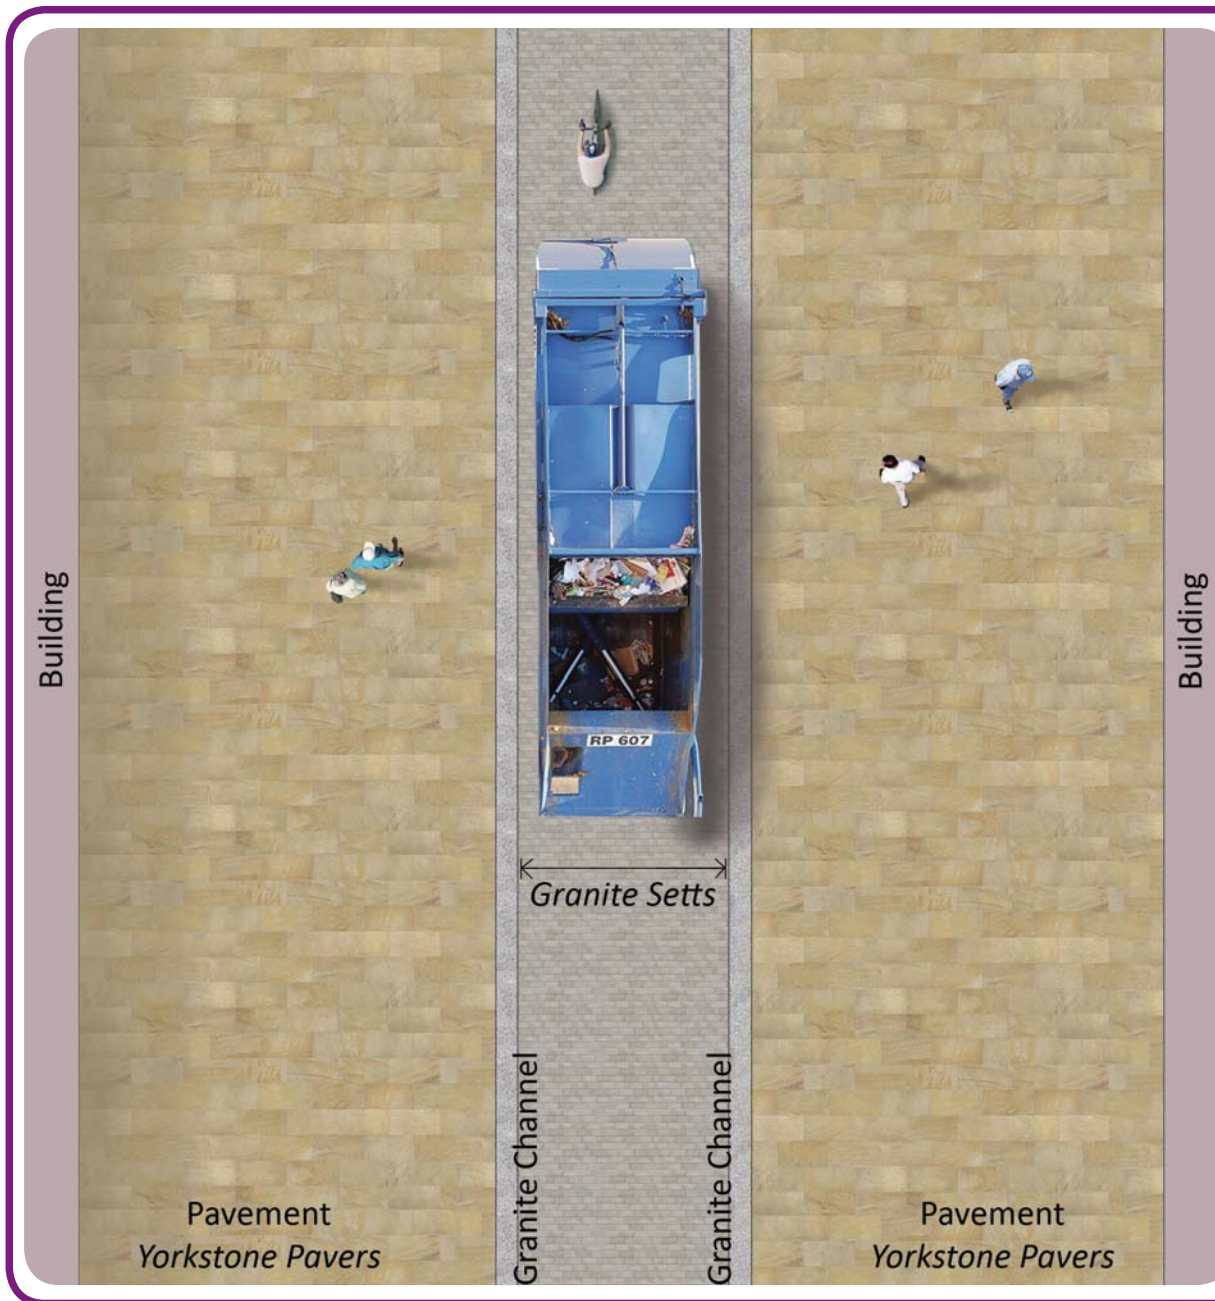 Building
Building
RP 607
Granite Setts
Granite Channel
Granite Channel
Pavement
Yorkstone Pavers
Pavement
Yorkstone Pavers